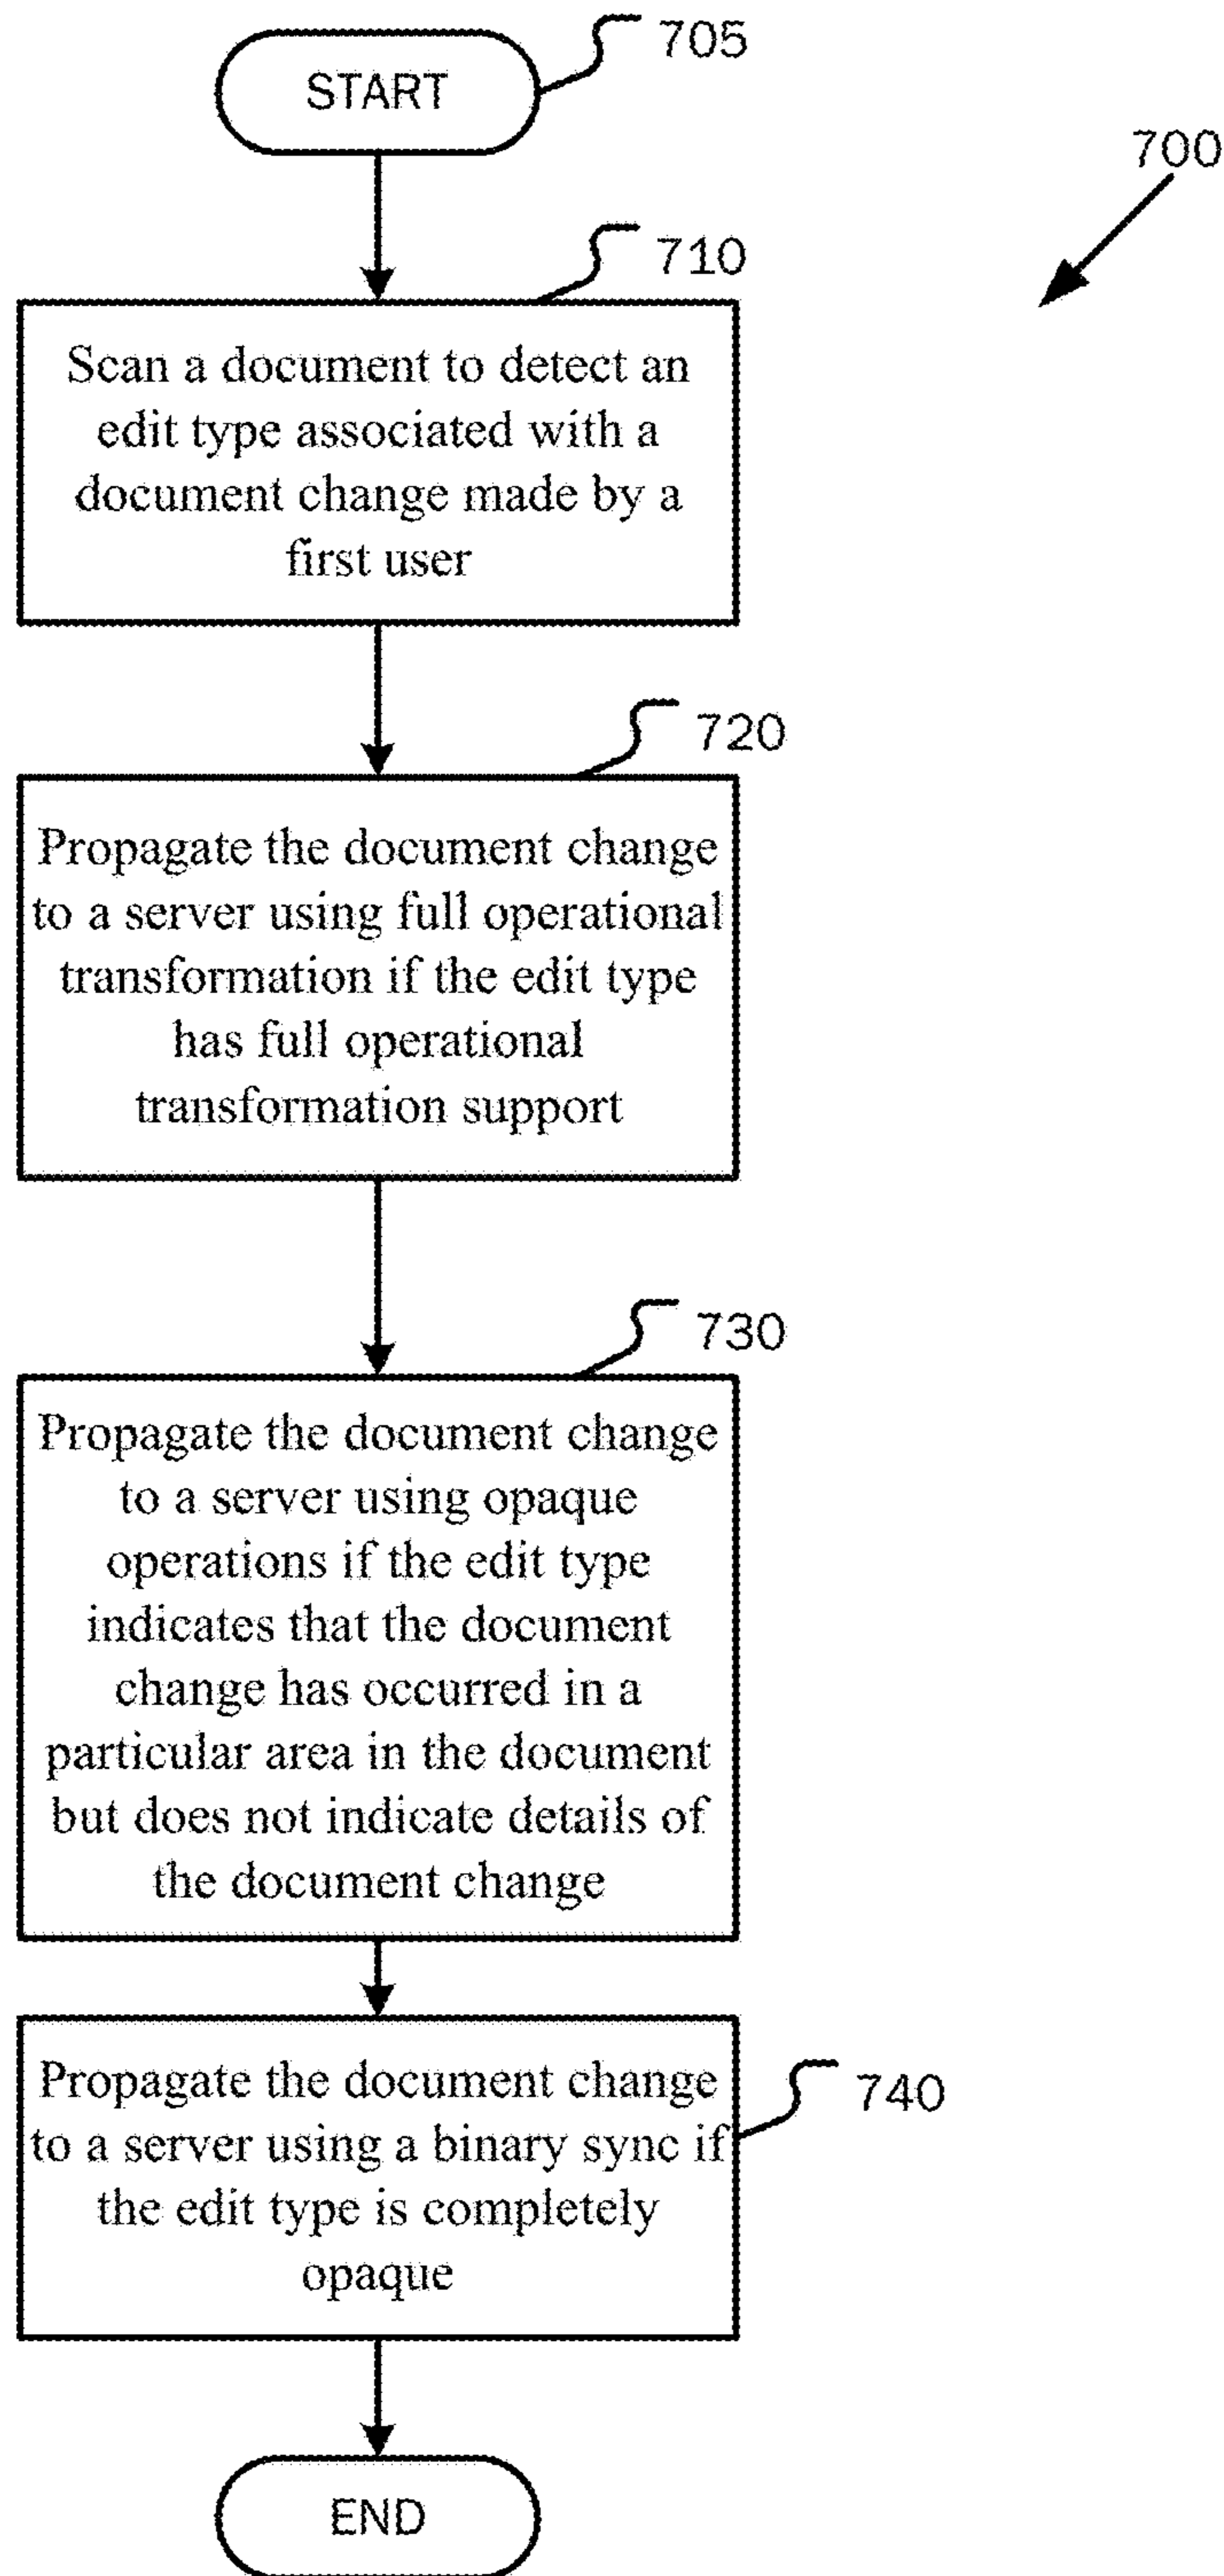 START
705
700
710
Scan a document to detect an
edit type associated with a
document change made by a
first user
720
Propagate the document change
to a server using full operational
transformation if the edit type
has full operational
transformation support
730
Propagate the document change
to a server using opaque
operations if the edit type
indicates that the document
change has occurred in a
particular area in the document
but does not indicate details of
the document change
Propagate the document change
to a server using a binary sync if
the edit type is completely
opaque
740
END